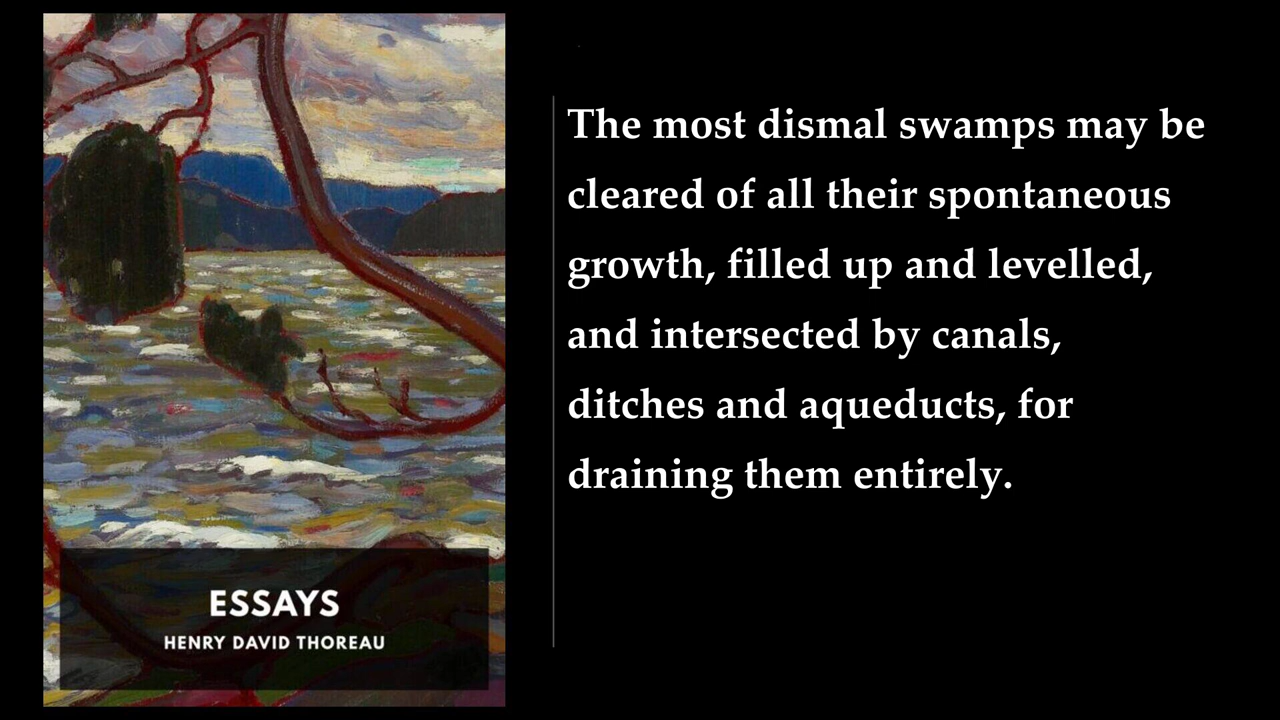 ESSAYS
HENRY DAVID THOREAU
The most dismal swamps may be
cleared of all their spontaneous
growth, filled up and levelled,
and intersected by canals,
ditches and aqueducts, for
draining them entirely.